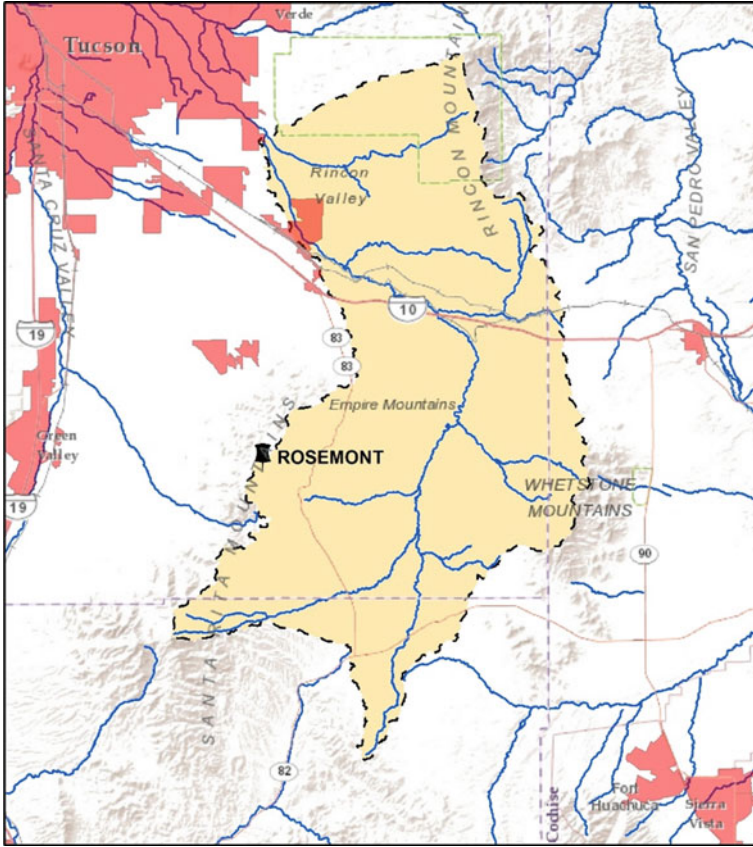 Verde
Tucson
RINCON MOUNTAIN
SANTA CRUZ VALLEY
SAN PEDRO VALLEY
Rincon
Valley
10
19
83
83
Empire Mountains
Green
Valley
ROSEMONT
WHETSTONE
MOUNTAINS
19
90
SANTA RITA MOUNTAINS
82
Cochise
Fort
Huachuca
Sierra
Vista